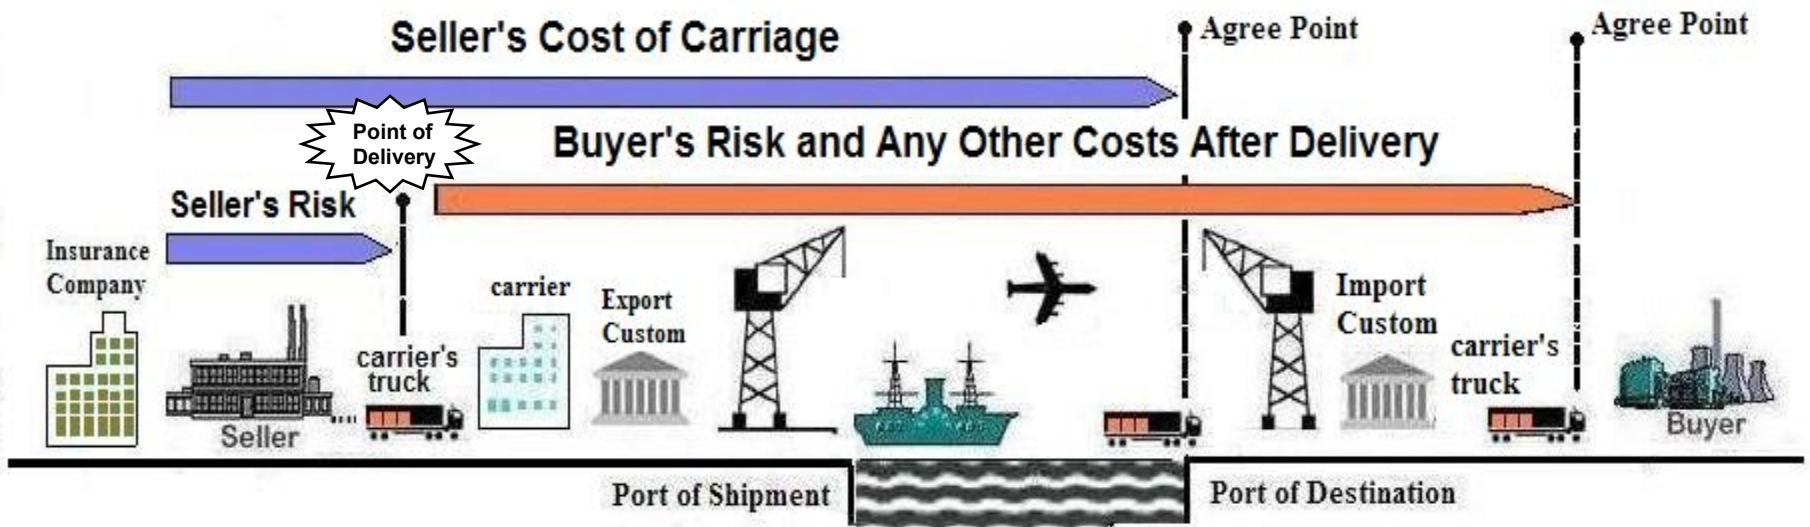 Seller's Cost of Carriage
Agree Point
Agree Point
Point of
Delivery
Buyer's Risk and Any Other Costs After Delivery
Seller's Risk
Insurance
Company
carrier
Export
Custom
Import
Custom
carrier's
truck
carrier's
truck
Seller
Buyer
Port of Shipment
Port of Destination